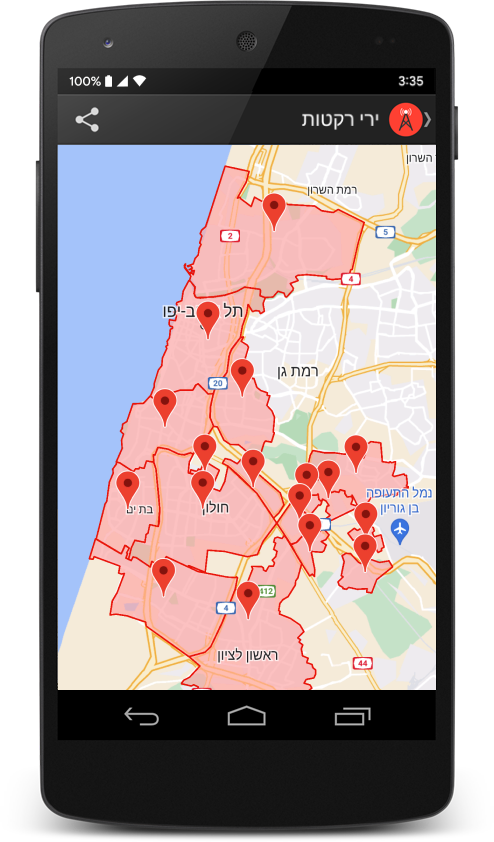 100%
3:35
ירי רקטות
השרון
רמת השרון
5
2
4
תל
ב-יפו
20
רמת גן
נמל התעופה
בן גוריון
בת ים
חולון
412
4
ראשון לציון
44